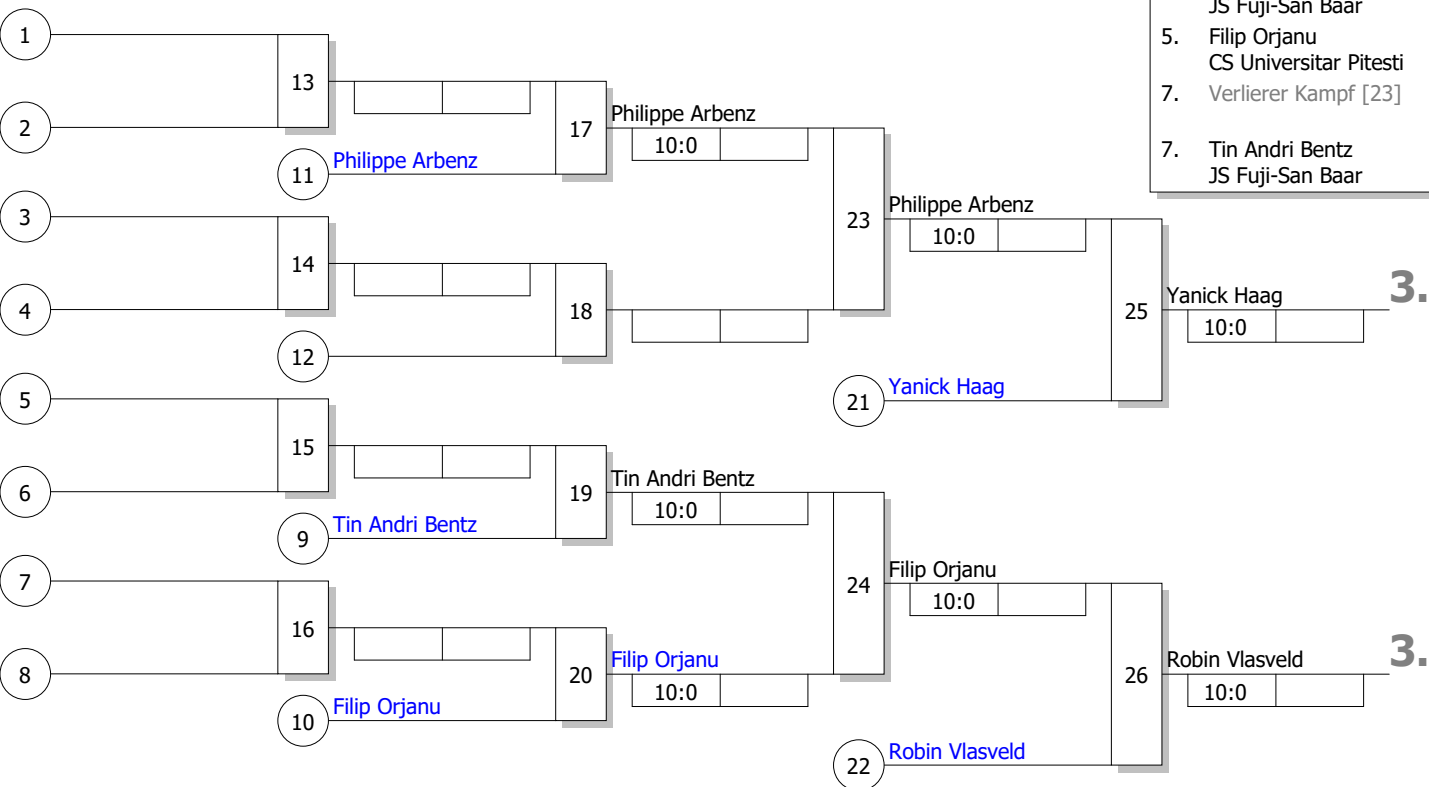 JS Fuji-San Baar
5. Filip Orjanu
CS Universitar Pitesti
7. Verlierer Kampf [23]
7. Tin Andri Bentz
JS Fuji-San Baar
1
13
2
17
Philippe Arbenz
10:0
11
Philippe Arbenz
3
14
4
18
12
23
Philippe Arbenz
10:0
25
Yanick Haag
3.
10:0
21
Yanick Haag
5
15
6
19
Tin Andri Bentz
10:0
9
Tin Andri Bentz
7
16
8
20
Filip Orjanu
10:0
10
Filip Orjanu
24
Filip Orjanu
10:0
26
Robin Vlasveld
3.
10:0
22
Robin Vlasveld